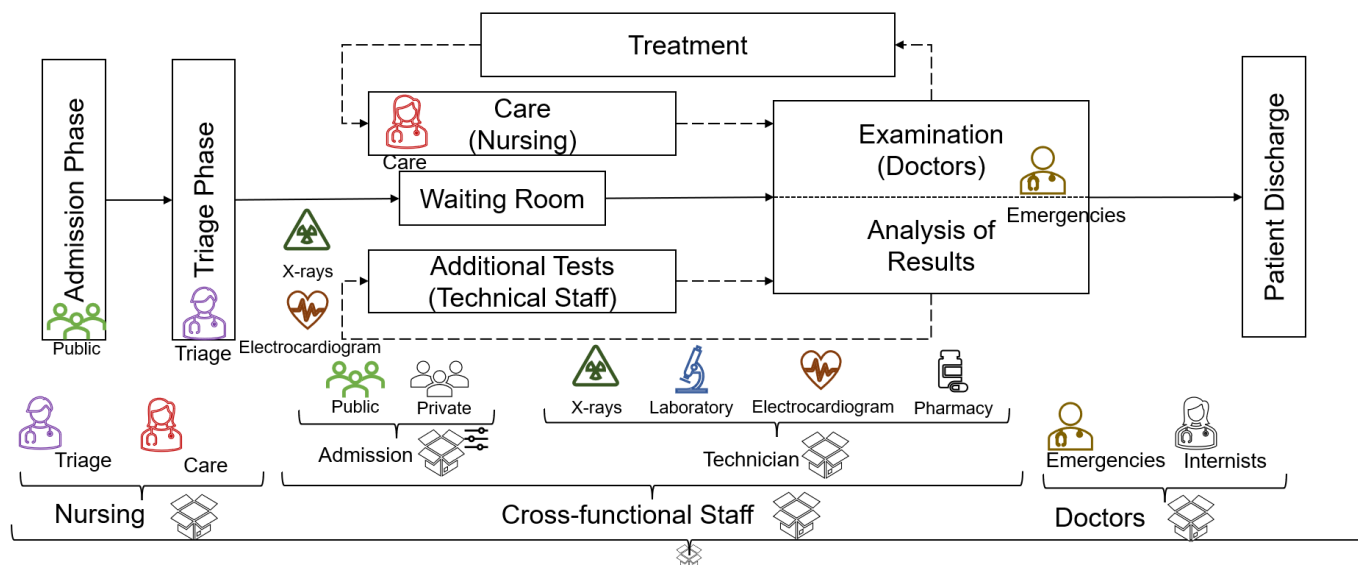 Treatment
Admission Phase
Triage Phase
Care
(Nursing)
Care
Waiting Room
Examination
(Doctors)
Emergencies
Analysis of
Results
Patient Discharge
X-rays
Additional Tests
(Technical Staff)
Public
Triage
Electrocardiogram
Public
Private
X-rays
Laboratory
Electrocardiogram
Pharmacy
Triage
Care
Admission
Technician
Emergencies
Internists
Nursing
Cross-functional Staff
Doctors